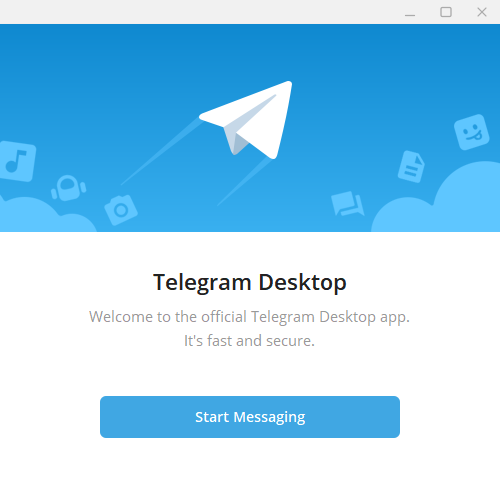 Telegram Desktop
Welcome to the official Telegram Desktop app.
It's fast and secure.
Start Messaging